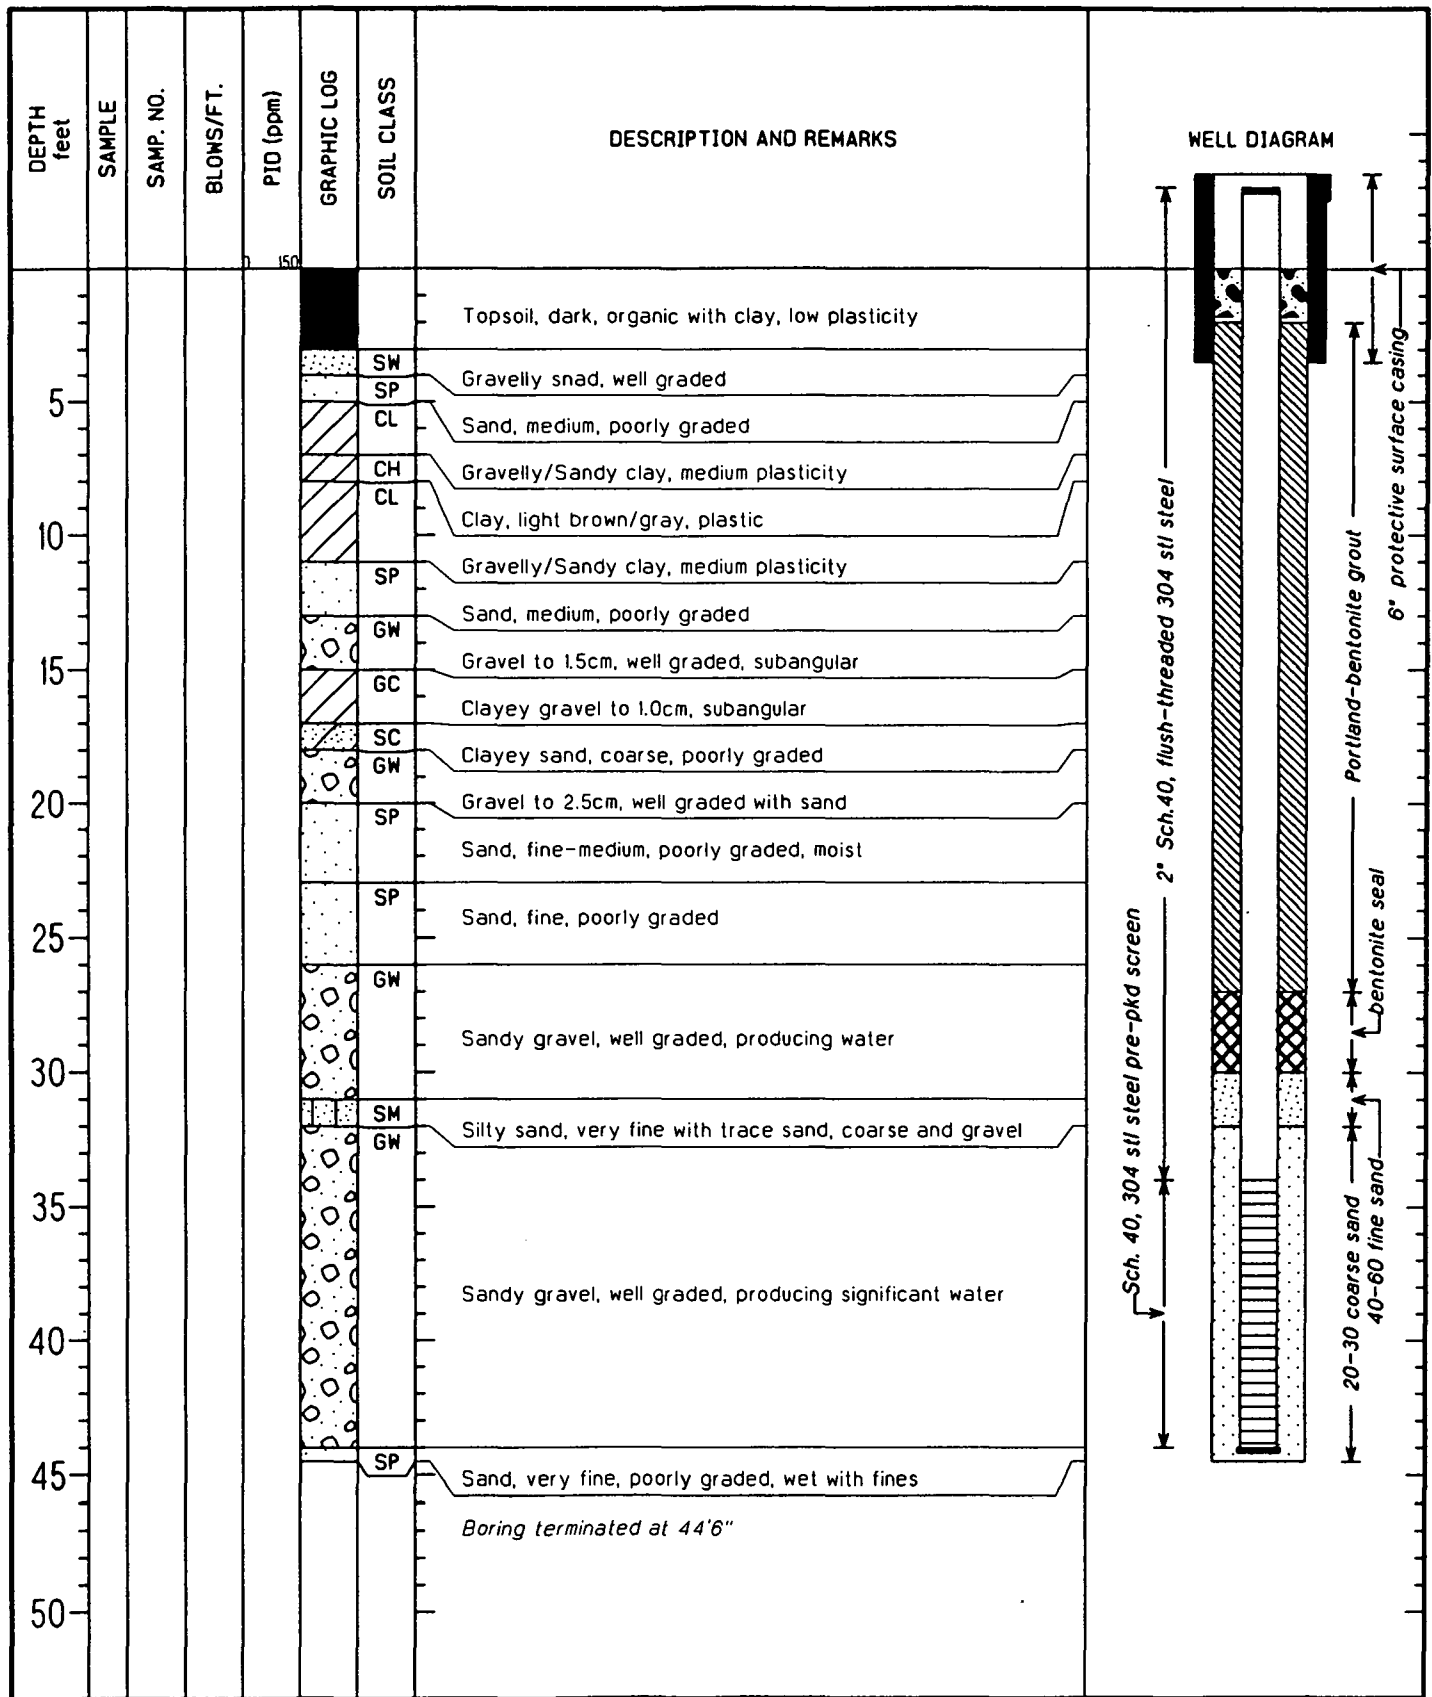 DEPTH
feet
SAMPLE
SAMP. NO.
BLOWS/FT.
PID (ppm)
0 150
GRAPHIC LOG
SOIL CLASS
DESCRIPTION AND REMARKS
WELL DIAGRAM
Topsoil, dark, organic with clay, low plasticity
SW
Gravelly snad, well graded
SP
5
Sand, medium, poorly graded
CL
CH
Gravelly/Sandy clay, medium plasticity
CL
Clay, light brown/gray, plastic
10
Gravelly/Sandy clay, medium plasticity
SP
Sand, medium, poorly graded
GW
Gravel to 1.5cm, well graded, subangular
15
GC
Clayey gravel to 1.0cm, subangular
SC
Clayey sand, coarse, poorly graded
GW
Gravel to 2.5cm, well graded with sand
20
SP
Sand, fine-medium, poorly graded, moist
SP
Sand, fine, poorly graded
25
GW
Sandy gravel, well graded, producing water
30
SM
Silty sand, very fine with trace sand, coarse and gravel
GW
35
Sandy gravel, well graded, producing significant water
40
SP
45
Sand, very fine, poorly graded, wet with fines
Boring terminated at 44'6"
50
Sch. 40, 304 stl steel pre-pkd screen
2" Sch.40, flush-threaded 304 stl steel
Portland-bentonite grout
20-30 coarse sand
40-60 fine sand
bentonite seal
6" protective surface casing